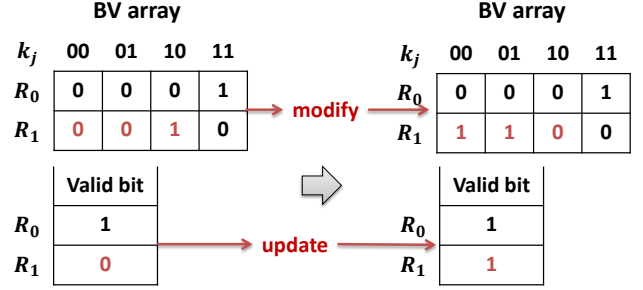 BV array BV array
k_j 00 01 10 11 k_j 00 01 10 11
R_0 0 0 0 1 modify R_0 0 0 0 1
R_1 0 0 1 0 R_1 1 1 0 0
Valid bit Valid bit
R_0 1 update R_0 1
R_1 0 R_1 1